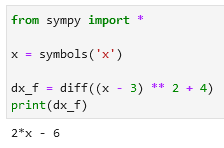 from sympy import *
x = symbols('x')
dx_f = diff((x - 3) ** 2 + 4)
print(dx_f)
2*x - 6